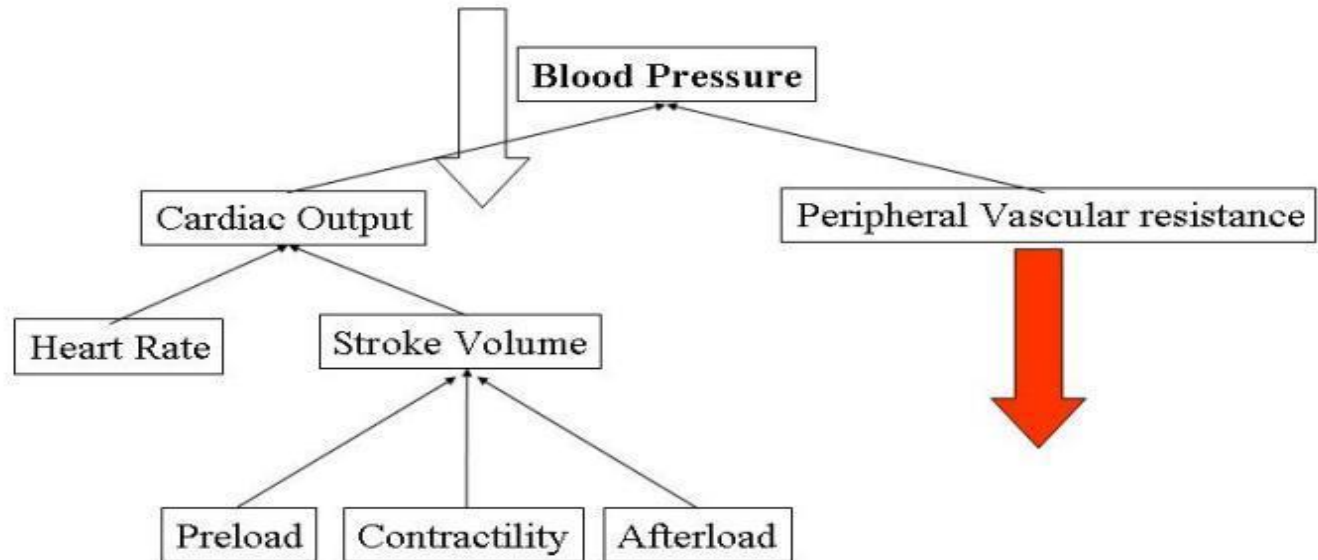 Blood Pressure
Cardiac Output
Peripheral Vascular resistance
Heart Rate
Stroke Volume
Preload
Contractility
Afterload